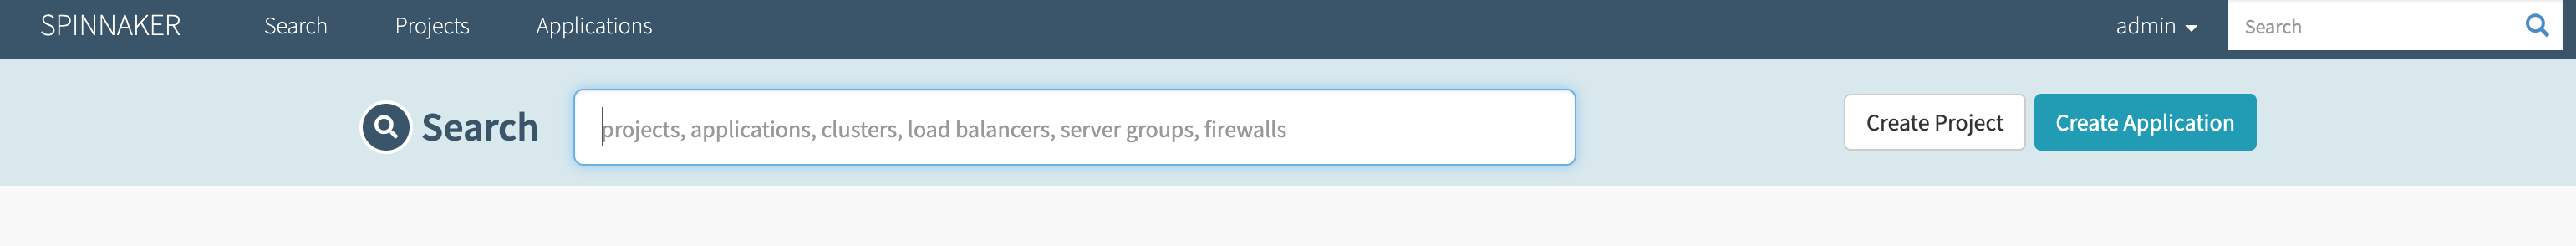 SPINNAKER Search Projects Applications admin Search
Search projects, applications, clusters, load balancers, server groups, firewalls Create Project Create Application